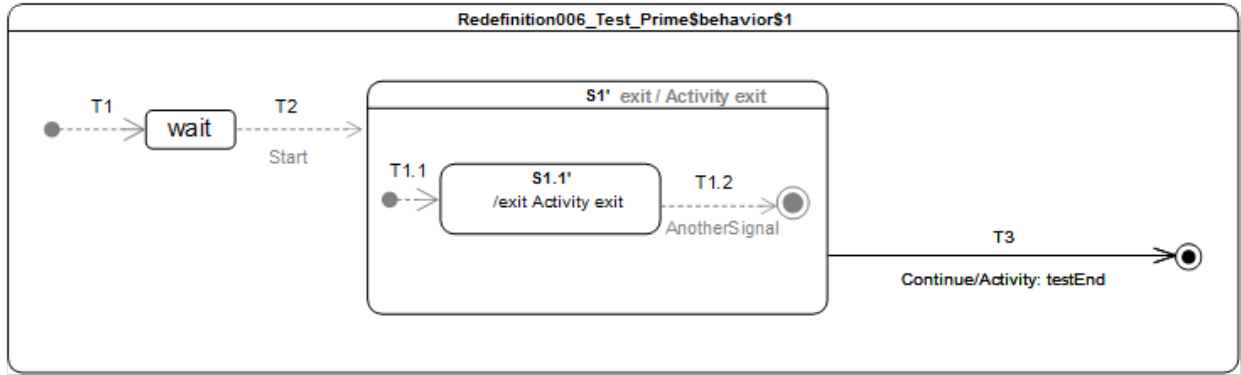 Redefinition006_Test_Prime$behavior$1
S1' exit / Activity exit
T1
T2
wait
Start
T1.1
S1.1'
/exit Activity exit
T1.2
AnotherSignal
T3
Continue/Activity: testEnd